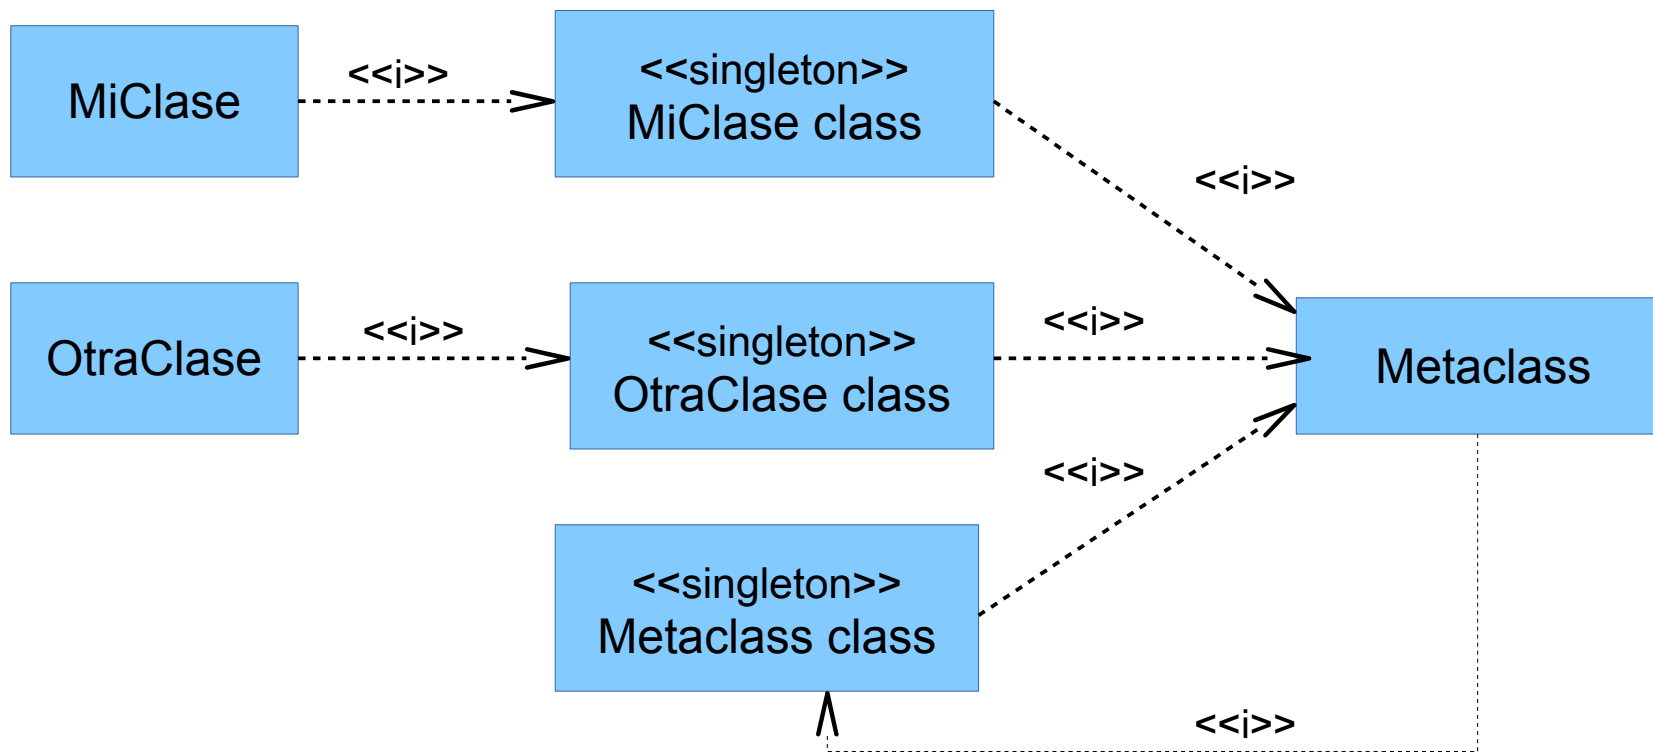 MiClase
<<i>>
<<singleton>>
MiClase class
<<i>>
OtraClase
<<i>>
<<singleton>>
OtraClase class
<<i>>
Metaclass
<<i>>
<<singleton>>
Metaclass class
<<i>>